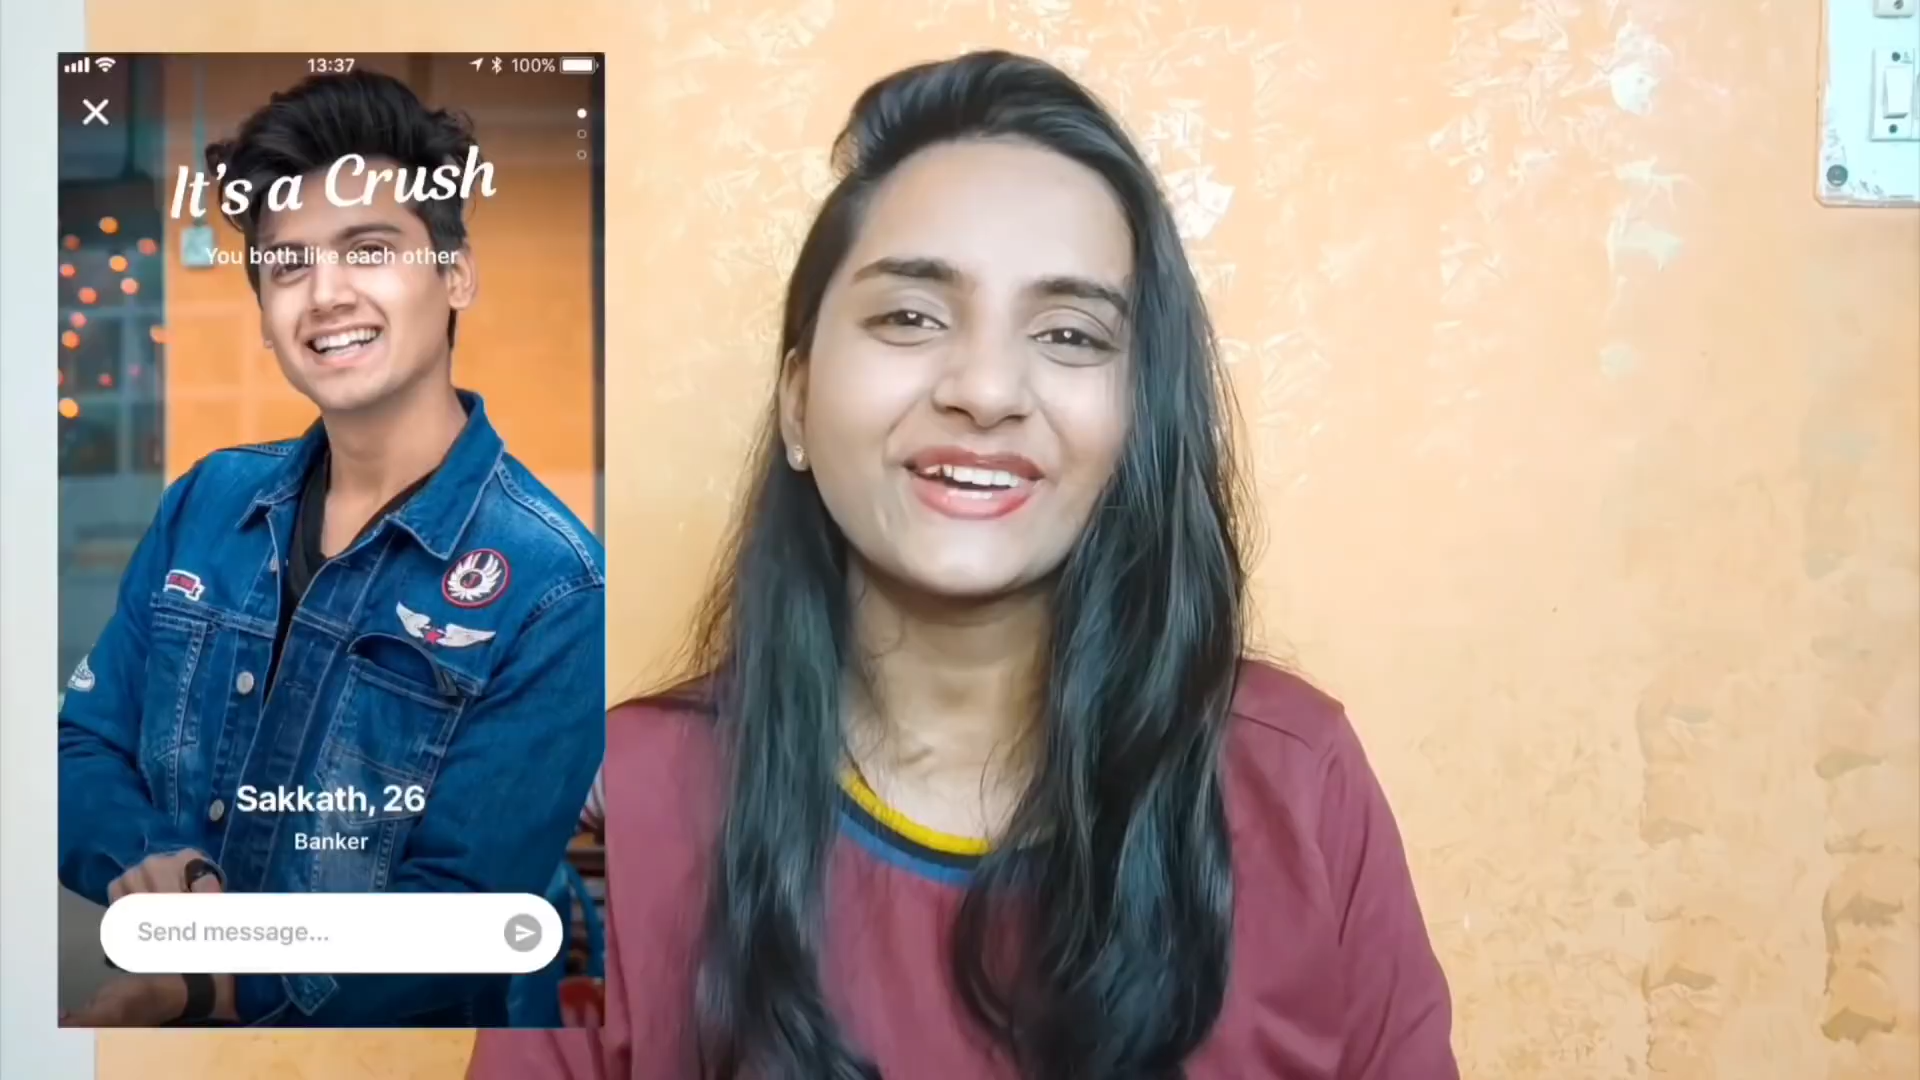 13:37
100%
It's a Crush
You both like each other
Sakkath, 26
Banker
Send message...